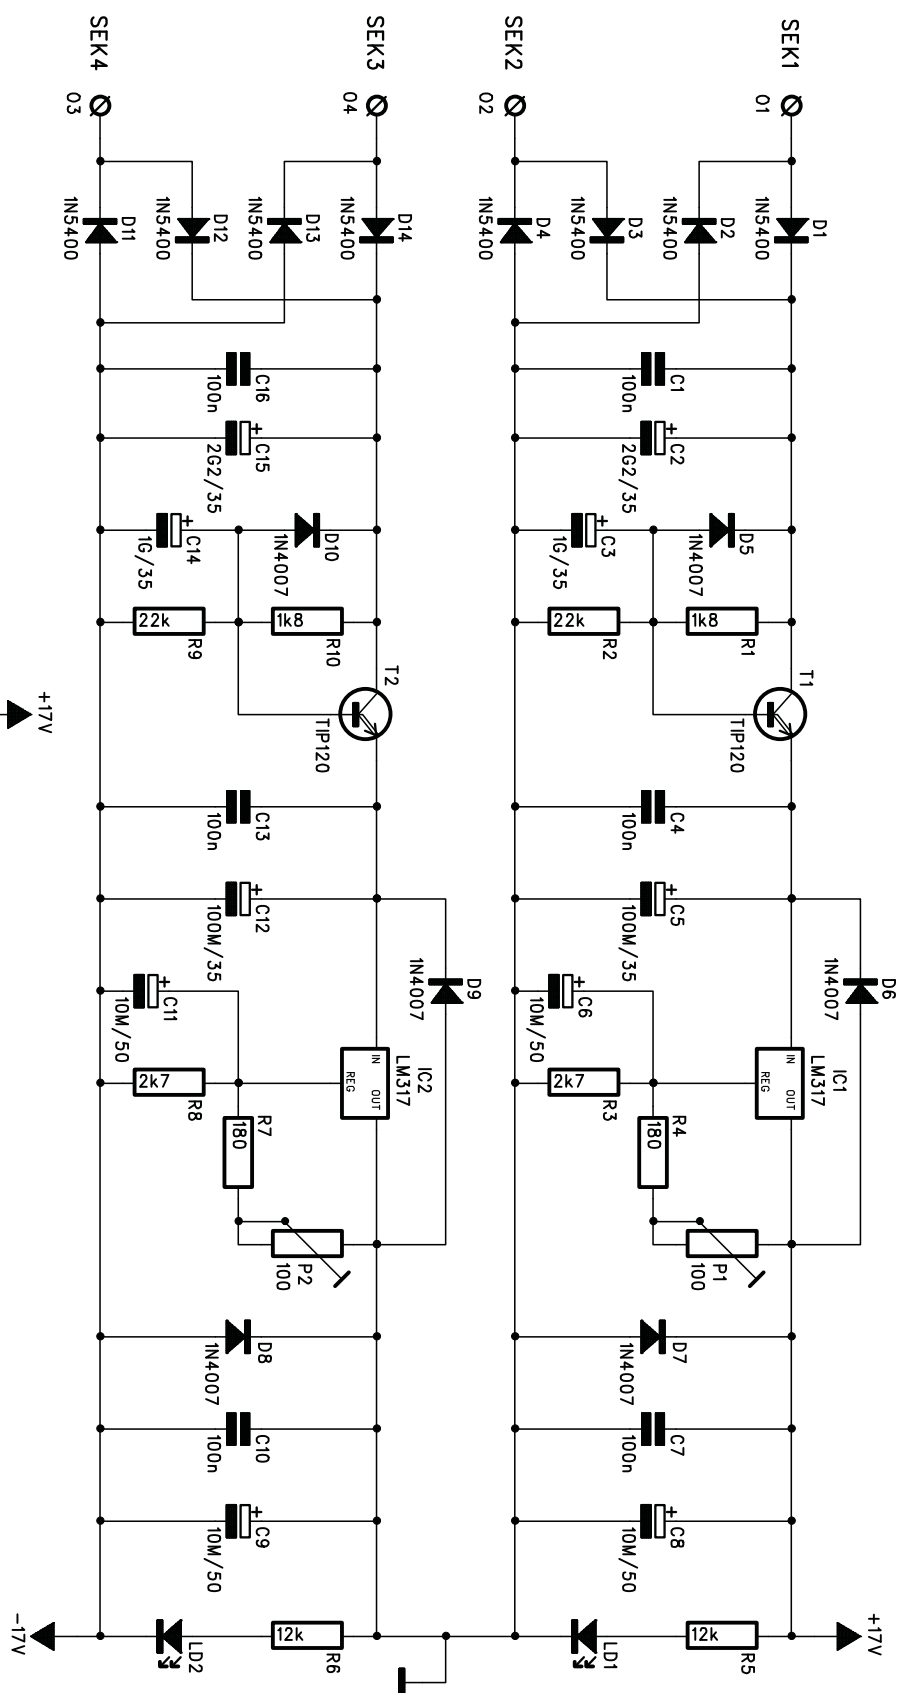 SEK1
01
D1
1N5400
D2
1N5400
D3
1N5400
D4
1N5400
SEK2
02
C1
100n
C2
2G2/35
D5
1N4007
C3
1G/35
1k8
R1
22k
R2
T1
TIP120
C4
100n
C5
100M/35
D6
1N4007
C6
10M/50
IC1
LM317
IN
OUT
REG
2k7
R3
R4
180
P1
100
D7
1N4007
C7
100n
C8
10M/50
12k
R5
LD1
+17V
SEK3
04
D14
1N5400
D13
1N5400
D12
1N5400
D11
1N5400
SEK4
03
C16
100n
C15
2G2/35
D10
1N4007
C14
1G/35
1k8
R10
22k
R9
T2
TIP120
C13
100n
C12
100M/35
D9
1N4007
C11
10M/50
IC2
LM317
IN
OUT
REG
2k7
R8
R7
180
P2
100
D8
1N4007
C10
100n
C9
10M/50
12k
R6
LD2
-17V
+17V